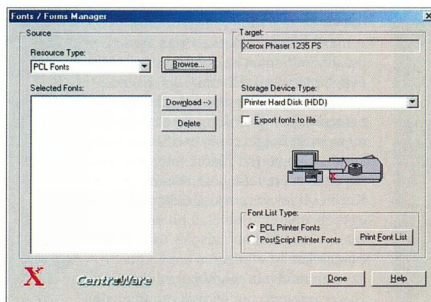 Fonts / Forms Manager
Source
Resource Type:
PCL Fonts
Browse...
Selected Fonts:
Download -->
Delete
Target:
Xerox Phaser 1235 PS
Storage Device Type:
Printer Hard Disk (HDD)
Export fonts to file
Font List Type:
PCL Printer Fonts
PostScript Printer Fonts
Print Font List
X
CentreWare
Done
Help